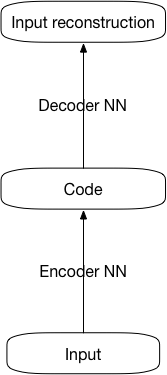 Input reconstruction
Decoder NN
Code
Encoder NN
Input